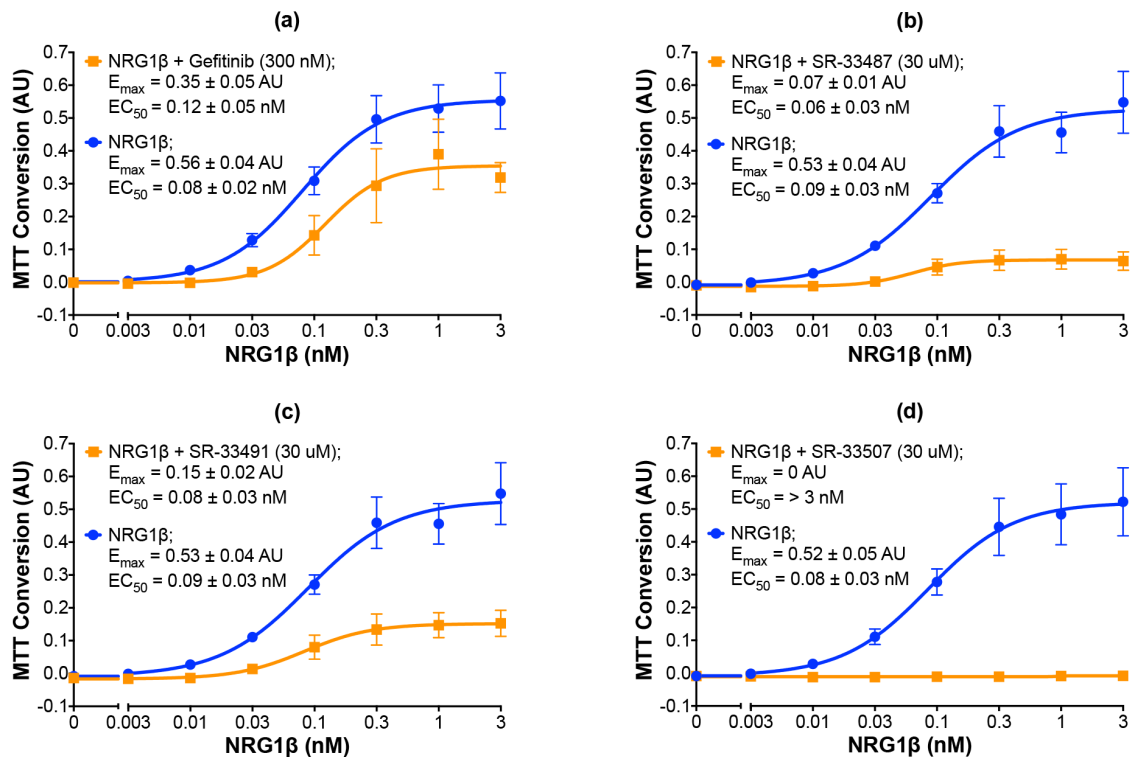 (a)
NRG1β + Gefitinib (300 nM);
Emax = 0.35 ± 0.05 AU
EC50 = 0.12 ± 0.05 nM
NRG1β;
Emax = 0.56 ± 0.04 AU
EC50 = 0.08 ± 0.02 nM
MTT Conversion (AU)
0.7
0.6
0.5
0.4
0.3
0.2
0.1
0.0
-0.1
0 0.003 0.01 0.03 0.1 0.3 1 3
NRG1β (nM)
(b)
NRG1β + SR-33487 (30 uM);
Emax = 0.07 ± 0.01 AU
EC50 = 0.06 ± 0.03 nM
NRG1β;
Emax = 0.53 ± 0.04 AU
EC50 = 0.09 ± 0.03 nM
MTT Conversion (AU)
0.7
0.6
0.5
0.4
0.3
0.2
0.1
0.0
-0.1
0 0.003 0.01 0.03 0.1 0.3 1 3
NRG1β (nM)
(c)
NRG1β + SR-33491 (30 uM);
Emax = 0.15 ± 0.02 AU
EC50 = 0.08 ± 0.03 nM
NRG1β;
Emax = 0.53 ± 0.04 AU
EC50 = 0.09 ± 0.03 nM
MTT Conversion (AU)
0.7
0.6
0.5
0.4
0.3
0.2
0.1
0.0
-0.1
0 0.003 0.01 0.03 0.1 0.3 1 3
NRG1β (nM)
(d)
NRG1β + SR-33507 (30 uM);
Emax = 0 AU
EC50 = > 3 nM
NRG1β;
Emax = 0.52 ± 0.05 AU
EC50 = 0.08 ± 0.03 nM
MTT Conversion (AU)
0.7
0.6
0.5
0.4
0.3
0.2
0.1
0.0
-0.1
0 0.003 0.01 0.03 0.1 0.3 1 3
NRG1β (nM)